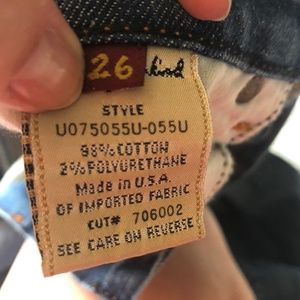 26
kind
STYLE
U075055U-055U
98% COTTON
2% POLYURETHANE
Made in U.S.A.
OF IMPORTED FABRIC
CUT# 706002
SEE CARE ON REVERSE